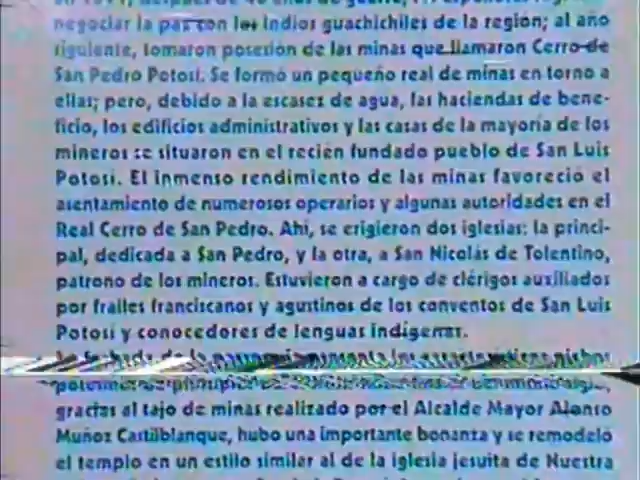 negociar la paz con los indios guachichiles de la región; al año
siguiente, tomaron posesión de las minas que llamaron Cerro de
San Pedro Potosí. Se formó un pequeño real de minas en torno a
ellas; pero, debido a la escasez de agua, las haciendas de bene-
ficio, los edificios administrativos y las casas de la mayoría de los
mineros se situaron en el recién fundado pueblo de San Luis
Potosí. El inmenso rendimiento de las minas favoreció el
asentamiento de numerosos operarios y algunas autoridades en el
Real Cerro de San Pedro. Ahí, se erigieron dos iglesias: la princi-
pal, dedicada a San Pedro, y la otra, a San Nicolás de Tolentino,
patrono de los mineros. Estuvieron a cargo de clérigos auxiliados
por frailes franciscanos y agustinos de los conventos de San Luis
Potosí y conocedores de lenguas indígenas.
gracias al tajo de minas realizado por el Alcalde Mayor Alonso
Muñoz Castilblanque, hubo una importante bonanza y se remodeló
el templo en un estilo similar al de la iglesia jesuita de Nuestra